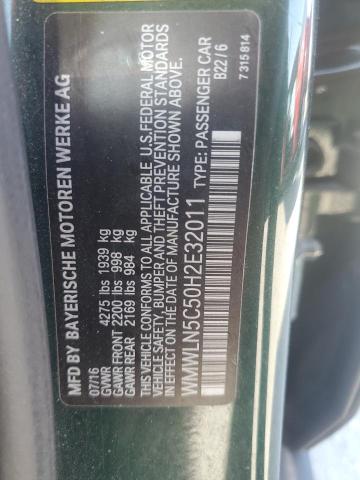 MFD BY BAYERISCHE MOTOREN WERKE AG
07/16
GVWR 4275 lbs 1939 kg
GAWR FRONT 2200 lbs 998 kg
GAWR REAR 2169 lbs 984 kg
THIS VEHICLE CONFORMS TO ALL APPLICABLE U.S. FEDERAL MOTOR
VEHICLE SAFETY, BUMPER AND THEFT PREVENTION STANDARDS
IN EFFECT ON THE DATE OF MANUFACTURE SHOWN ABOVE.
WMWLN5C50H2E32011 TYPE: PASSENGER CAR
B22/6
7 315 814